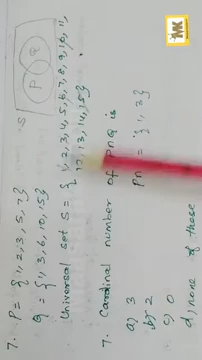 MK
S
P Q
7. P = {1, 2, 3, 5, 7}
Q = {1, 3, 6, 10, 15}
Universal set S = {1, 2, 3, 4, 5, 6, 7, 8, 9, 10, 11,
13, 14, 15}
7. Cardinal number of P∩Q is
P∩ = {1, 3}
a) 3
b) 2
c) 0
d) none of these